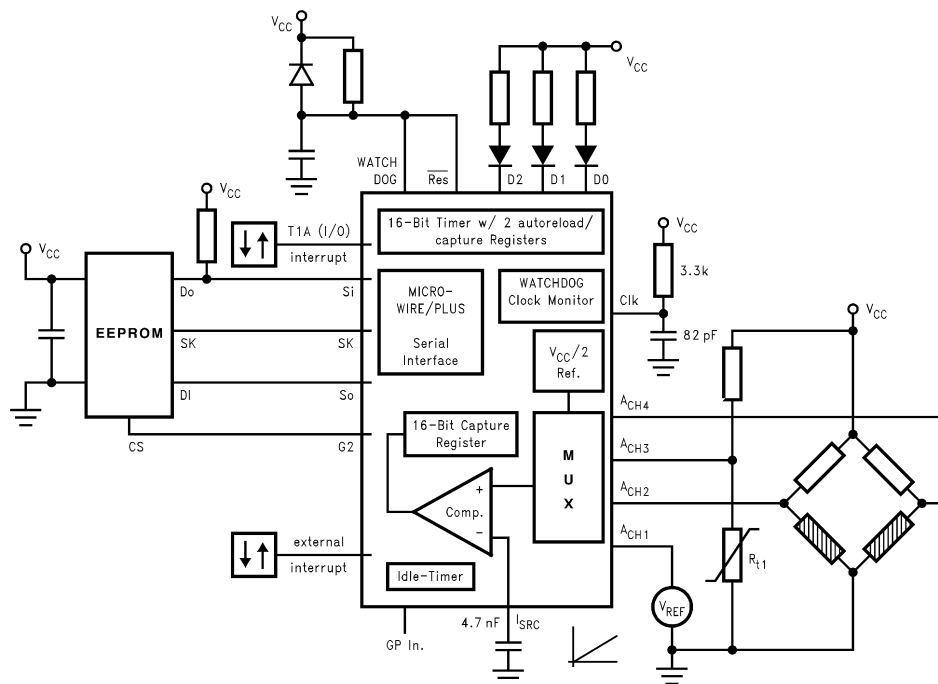 VCC
VCC
WATCH
DOG
Res
D2
D1
D0
VCC
T1A (I/O)
interrupt
16-Bit Timer w/ 2 autoreload/
capture Registers
VCC
VCC
EEPROM
Do
Si
SK
SK
DI
So
CS
G2
MICRO-
WIRE/PLUS
Serial
Interface
WATCHDOG
Clock Monitor
Clk
3.3k
82 pF
VCC
VCC/2
Ref.
16-Bit Capture
Register
M
U
X
ACH4
ACH3
ACH2
ACH1
+
Comp.
−
external
interrupt
Idle-Timer
Rt1
VREF
4.7 nF
ISRC
GP In.
VCC